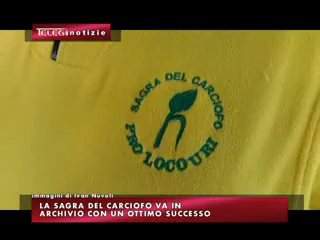 TELEGI notizie
SAGRA DEL CARCIOFO
PRO LOCO URI
immagini di Ivan Nuvoli
LA SAGRA DEL CARCIOFO VA IN
ARCHIVIO CON UN OTTIMO SUCCESSO